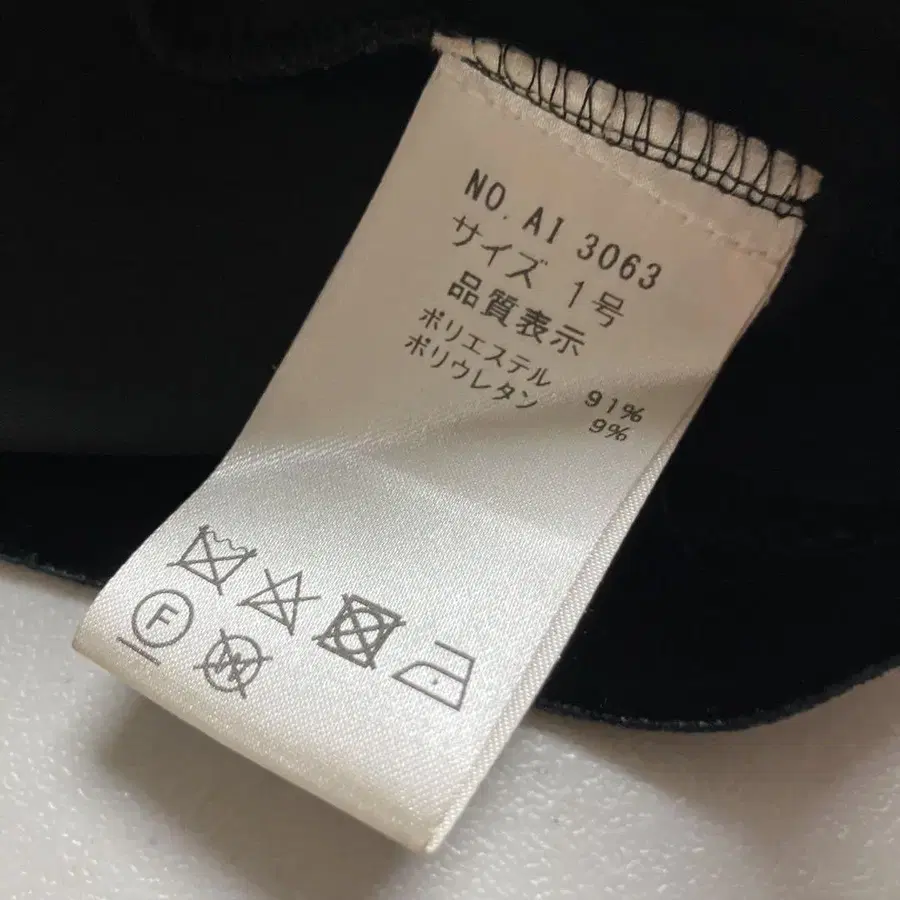 NO. AI 3063
サイズ 1号
品質表示
ポリエステル 91%
ポリウレタン 9%
F
W